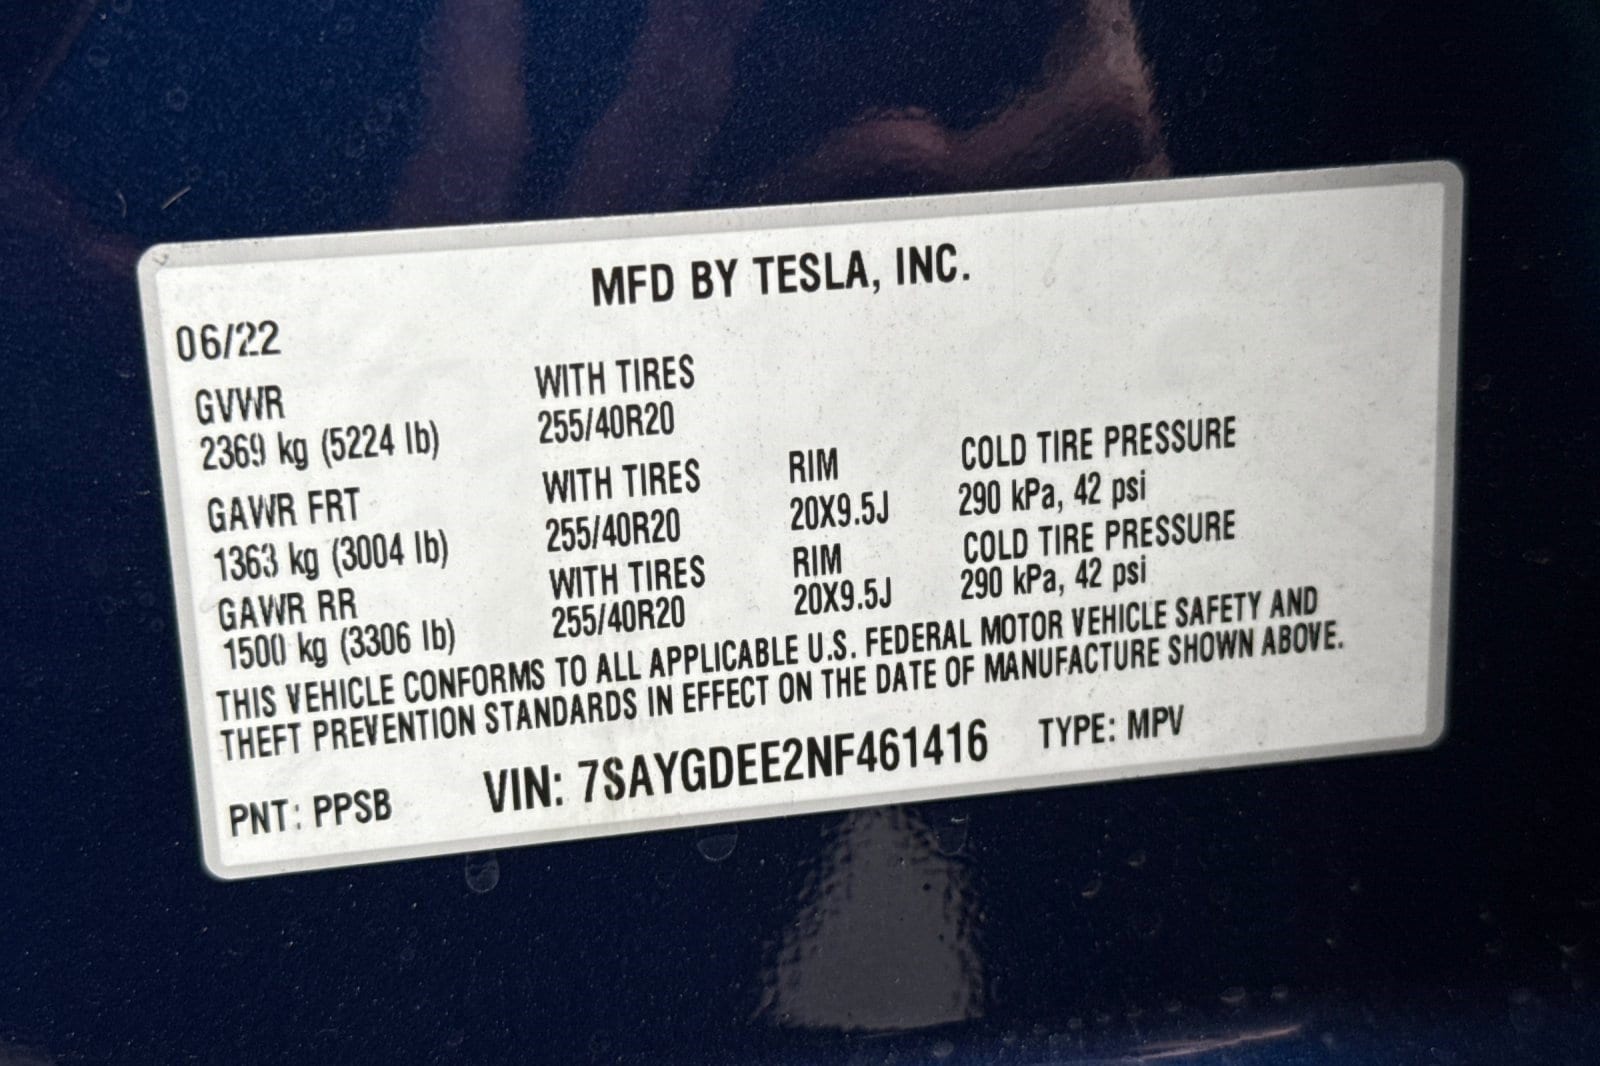 MFD BY TESLA, INC.
06/22
GVWR WITH TIRES
2369 kg (5224 lb) 255/40R20
GAWR FRT WITH TIRES RIM COLD TIRE PRESSURE
1363 kg (3004 lb) 255/40R20 20X9.5J 290 kPa, 42 psi
GAWR RR WITH TIRES RIM COLD TIRE PRESSURE
1500 kg (3306 lb) 255/40R20 20X9.5J 290 kPa, 42 psi
THIS VEHICLE CONFORMS TO ALL APPLICABLE U.S. FEDERAL MOTOR VEHICLE SAFETY AND
THEFT PREVENTION STANDARDS IN EFFECT ON THE DATE OF MANUFACTURE SHOWN ABOVE.
PNT: PPSB VIN: 7SAYGDEE2NF461416 TYPE: MPV